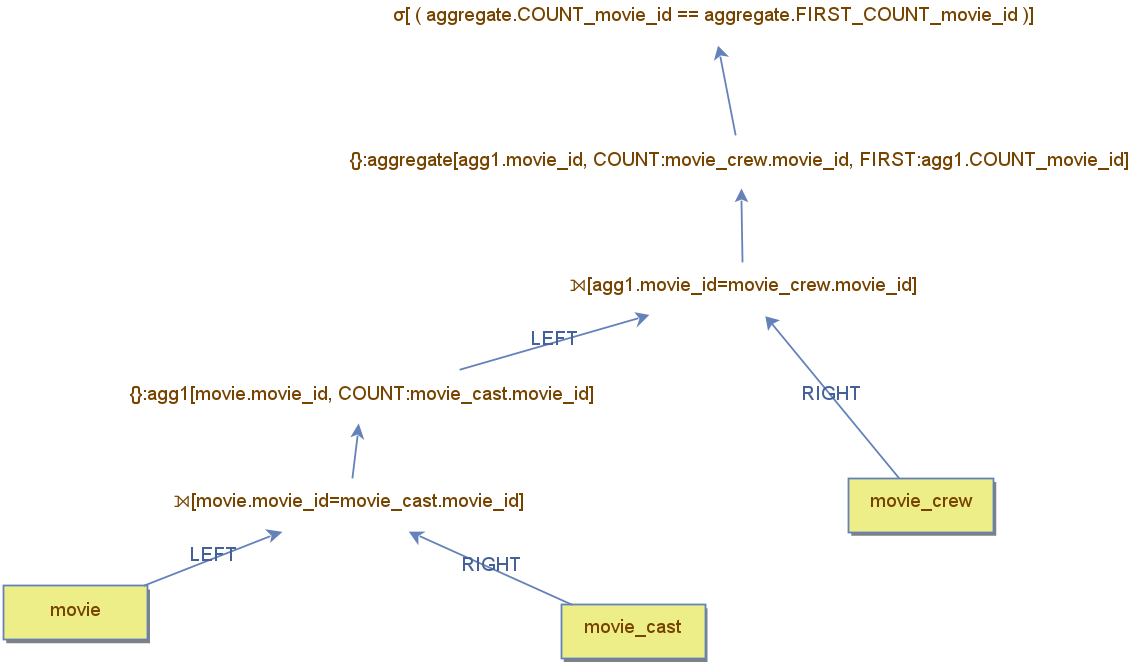 σ[ ( aggregate.COUNT_movie_id == aggregate.FIRST_COUNT_movie_id )]
{}:aggregate[agg1.movie_id, COUNT:movie_crew.movie_id, FIRST:agg1.COUNT_movie_id]
⟕[agg1.movie_id=movie_crew.movie_id]
LEFT
{}:agg1[movie.movie_id, COUNT:movie_cast.movie_id]
RIGHT
⟕[movie.movie_id=movie_cast.movie_id]
movie_crew
LEFT
RIGHT
movie
movie_cast